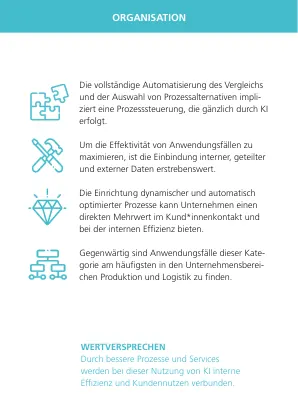 ORGANISATION
Die vollständige Automatisierung des Vergleichs
und der Auswahl von Prozessalternativen impli-
ziert eine Prozesssteuerung, die gänzlich durch KI
erfolgt.
Um die Effektivität von Anwendungsfällen zu
maximieren, ist die Einbindung interner, geteilter
und externer Daten erstrebenswert.
Die Einrichtung dynamischer und automatisch
optimierter Prozesse kann Unternehmen einen
direkten Mehrwert im Kund*innenkontakt und
bei der internen Effizienz bieten.
Gegenwärtig sind Anwendungsfälle dieser Kate-
gorie am häufigsten in den Unternehmensberei-
chen Produktion und Logistik zu finden.
WERTVERSPRECHEN
Durch bessere Prozesse und Services
werden bei dieser Nutzung von KI interne
Effizienz und Kundennutzen verbunden.